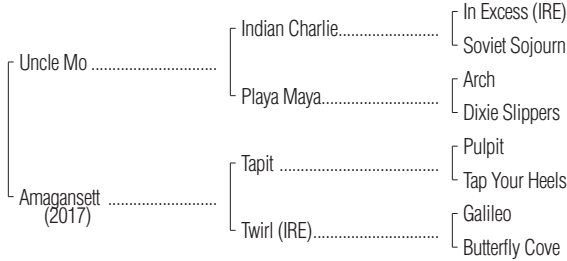 In Excess (IRE)
Indian Charlie
Soviet Sojourn
Uncle Mo
Arch
Playa Maya
Dixie Slippers
Pulpit
Tapit
Tap Your Heels
Amagansett
(2017)
Galileo
Twirl (IRE)
Butterfly Cove